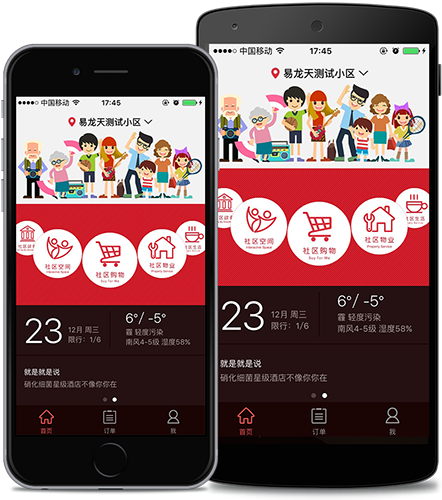 中国移动 17:45
易龙天测试小区
社区空间
Interactive Space
社区购物
Buy For Me
社区物业
Property Service
社区生活
23
12月 周三
限行：1/6
6°/ -5°
霾 轻度污染
南风4-5级 湿度58%
就是就是说
硝化细菌星级酒店不像你你在
首页
订单
我
中国移动 17:45
易龙天测试小区
社区空间
Interactive Space
社区购物
Buy For Me
社区物业
Property Service
区生活
23
12月 周三
限行：1/6
6°/ -5°
霾 轻度污染
南风4-5级 湿度58%
就是就是说
硝化细菌星级酒店不像你你在
首页
订单
我